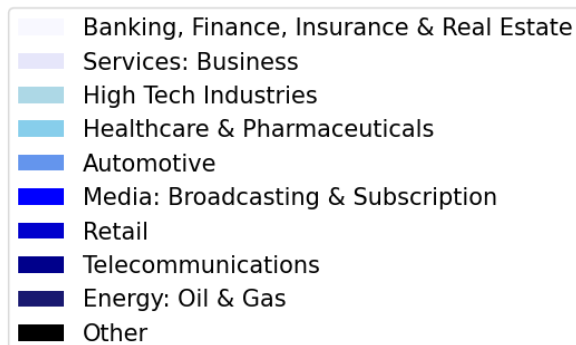 Banking, Finance, Insurance & Real Estate
Services: Business
High Tech Industries
Healthcare & Pharmaceuticals
Automotive
Media: Broadcasting & Subscription
Retail
Telecommunications
Energy: Oil & Gas
Other